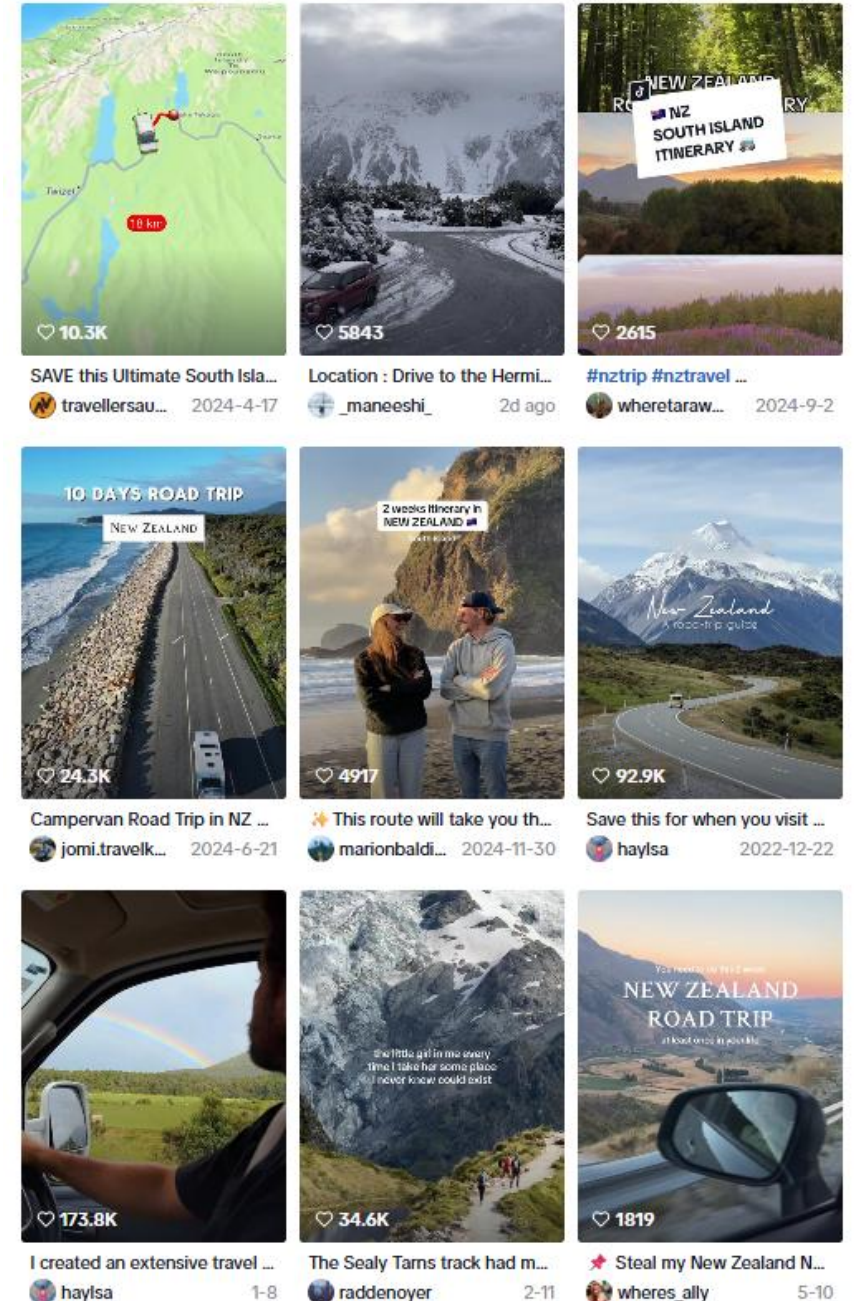 Twizel
18 km
10.3K
SAVE this Ultimate South Isla...
travellersau...
2024-4-17
5843
Location : Drive to the Hermi...
_maneeshi_
2d ago
NEW ZEALAND
NZ
SOUTH ISLAND
ITINERARY
2615
#nztrip #nztravel ...
wheretaraw...
2024-9-2
10 DAYS ROAD TRIP
NEW ZEALAND
24.3K
Campervan Road Trip in NZ ...
jomi.travelk...
2024-6-21
2 weeks itinerary in
NEW ZEALAND
4917
This route will take you th...
marionbaldi...
2024-11-30
New Zealand
A road-trip guide
92.9K
Save this for when you visit ...
haylsa
2022-12-22
173.8K
I created an extensive travel ...
haylsa
1-8
the little girl in me every
time I take her some place
I never knew could exist
34.6K
The Sealy Tarns track had m...
raddenoyer
2-11
NEW ZEALAND
ROAD TRIP
at least once in your life
1819
Steal my New Zealand N...
wheres_ally
5-10